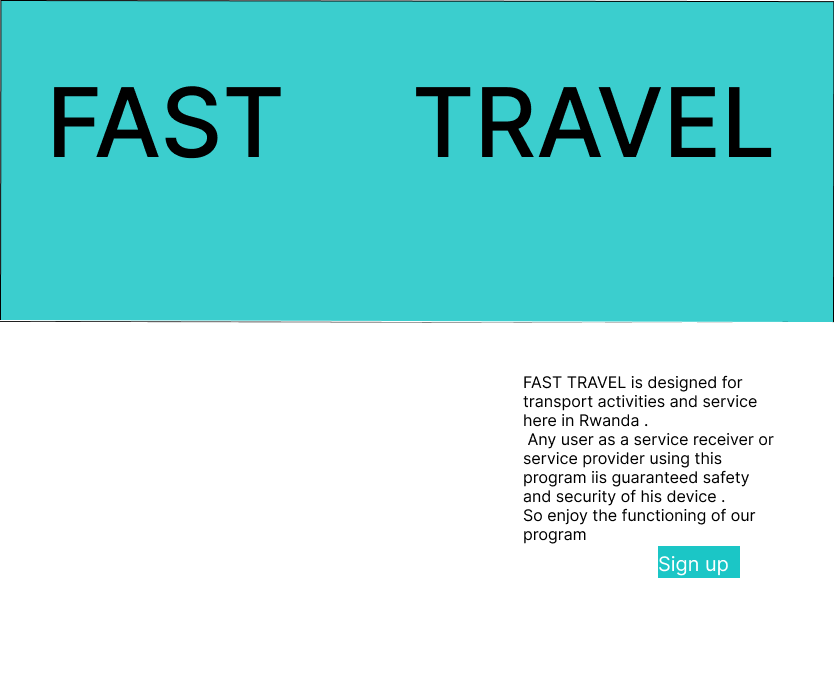 FAST TRAVEL
FAST TRAVEL is designed for
transport activities and service
here in Rwanda .
Any user as a service receiver or
service provider using this
program iis guaranteed safety
and security of his device .
So enjoy the functioning of our
program
Sign up